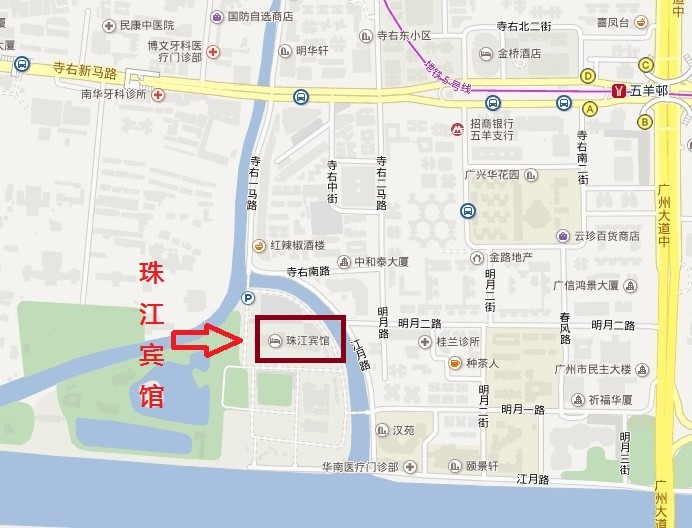 民康中医院
国防自选商店
寺右北二街
喜凤台
博文牙科医
疗门诊部
明华轩
寺右东小区
金桥酒店
大厦
寺右新马路
地铁5号线
C
D
五羊邨
A
B
南华牙科诊所
招商银行
五羊支行
寺右一马路
寺右中街
寺右二马路
广兴华花园
寺右南二街
广州大道中
云珍百货商店
红辣椒酒楼
中和泰大厦
金路地产
寺右南路
明月二街
广信鸿景大厦
P
珠江宾馆
珠江宾馆
明月路
明月二路
春风路
江月路
桂兰诊所
种茶人
广州市民主大楼
明月二街
祈福华厦
明月一路
汉苑
明月三街
华南医疗门诊部
颐景轩
江月路
广州大道